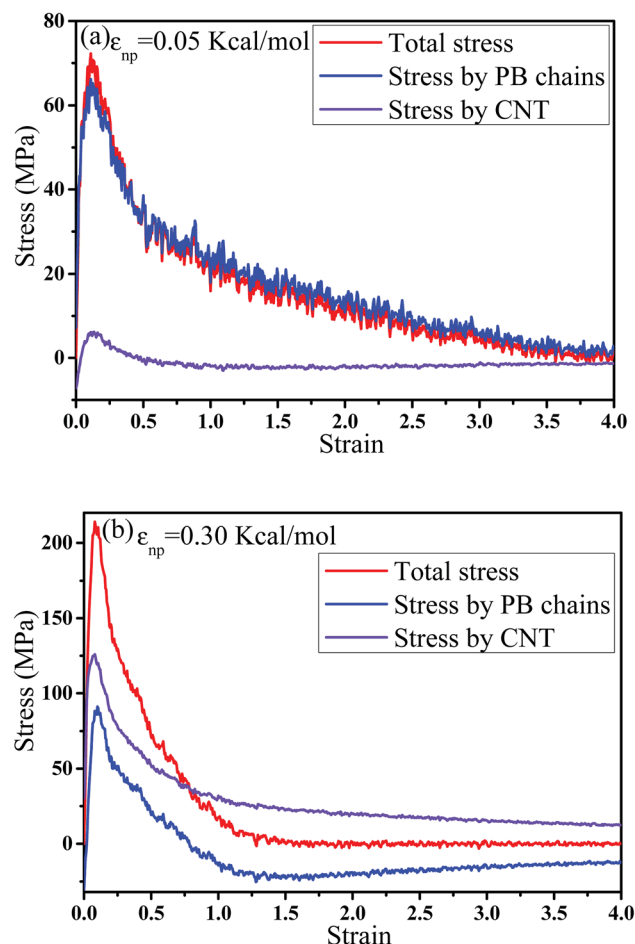 (a) ε_np=0.05 Kcal/mol
Total stress
Stress by PB chains
Stress by CNT
80
60
40
20
0
Stress (MPa)
0.0 0.5 1.0 1.5 2.0 2.5 3.0 3.5 4.0
Strain
(b) ε_np=0.30 Kcal/mol
Total stress
Stress by PB chains
Stress by CNT
200
150
100
50
0
Stress (MPa)
0.0 0.5 1.0 1.5 2.0 2.5 3.0 3.5 4.0
Strain